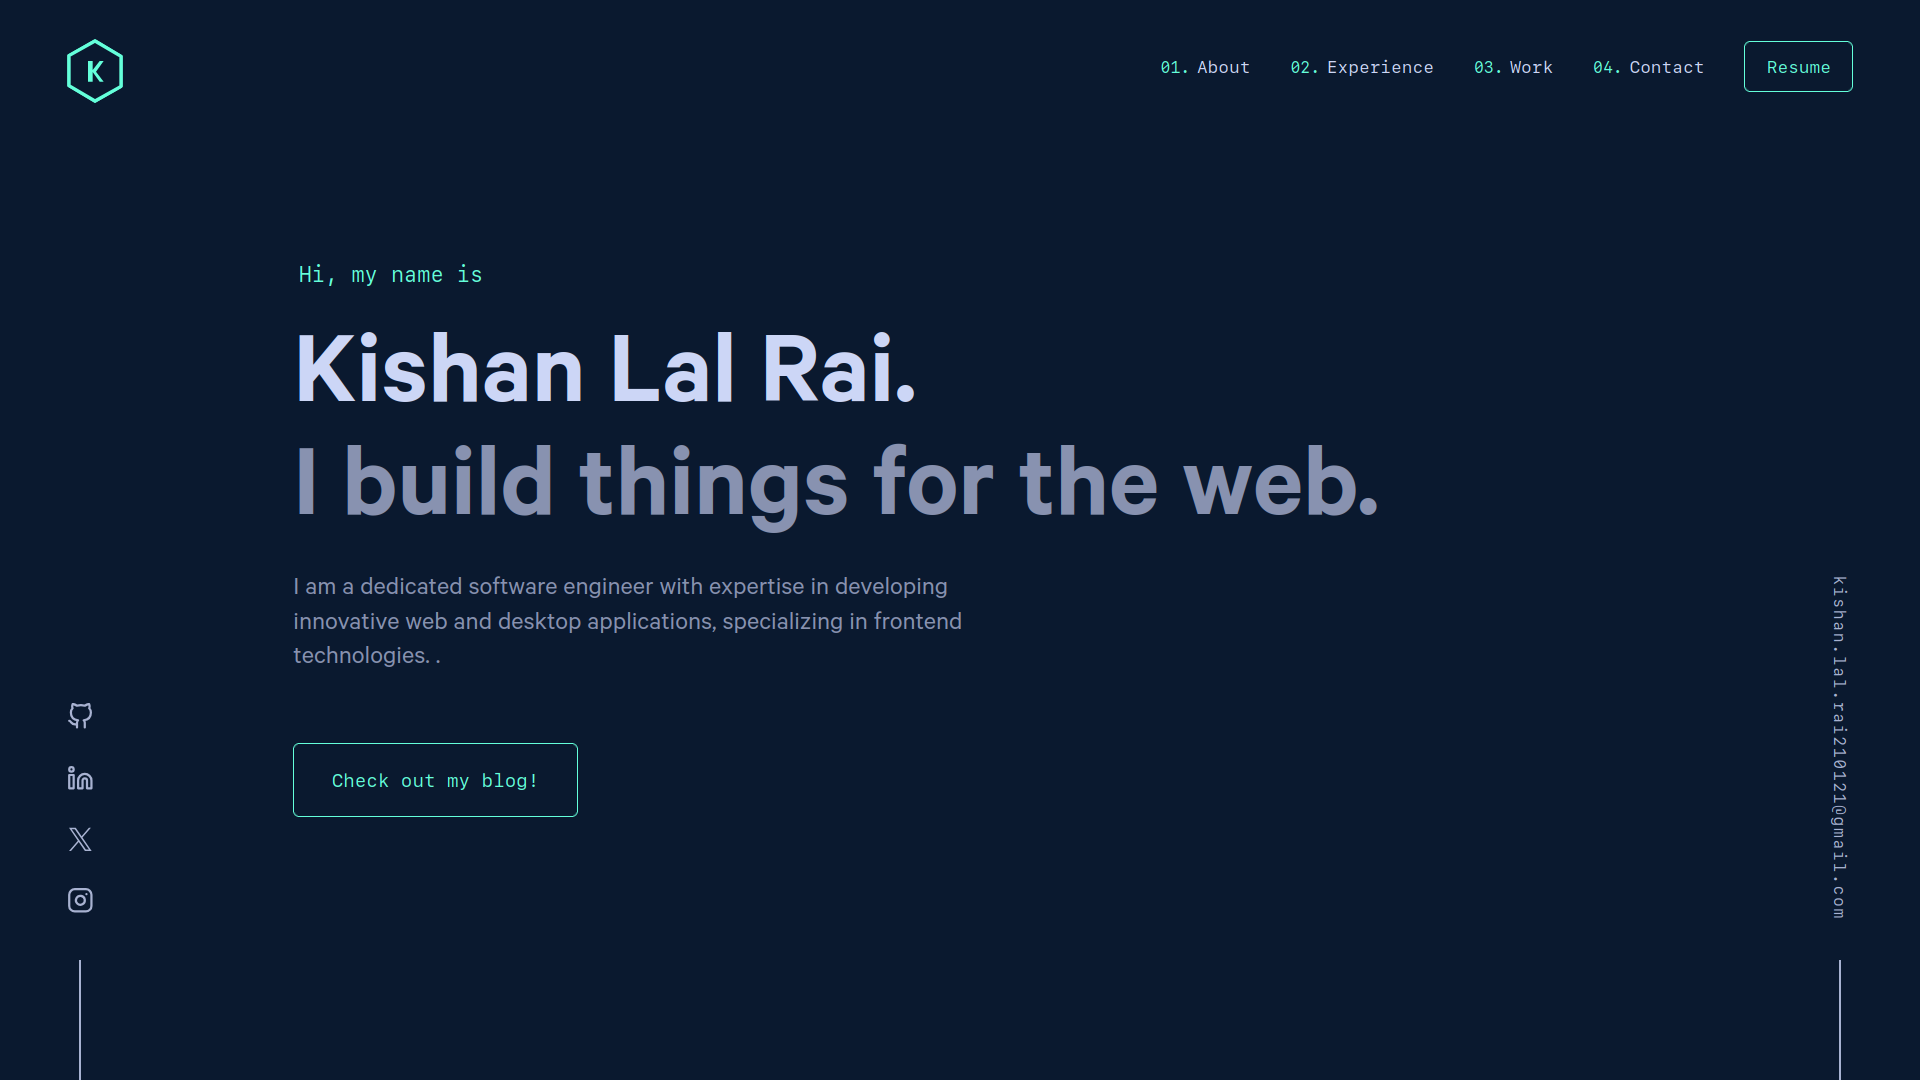 K
01. About 02. Experience 03. Work 04. Contact Resume
Hi, my name is
Kishan Lal Rai.
I build things for the web.
I am a dedicated software engineer with expertise in developing
innovative web and desktop applications, specializing in frontend
technologies. .
Check out my blog!
kishan.lal.rai210121@gmail.com